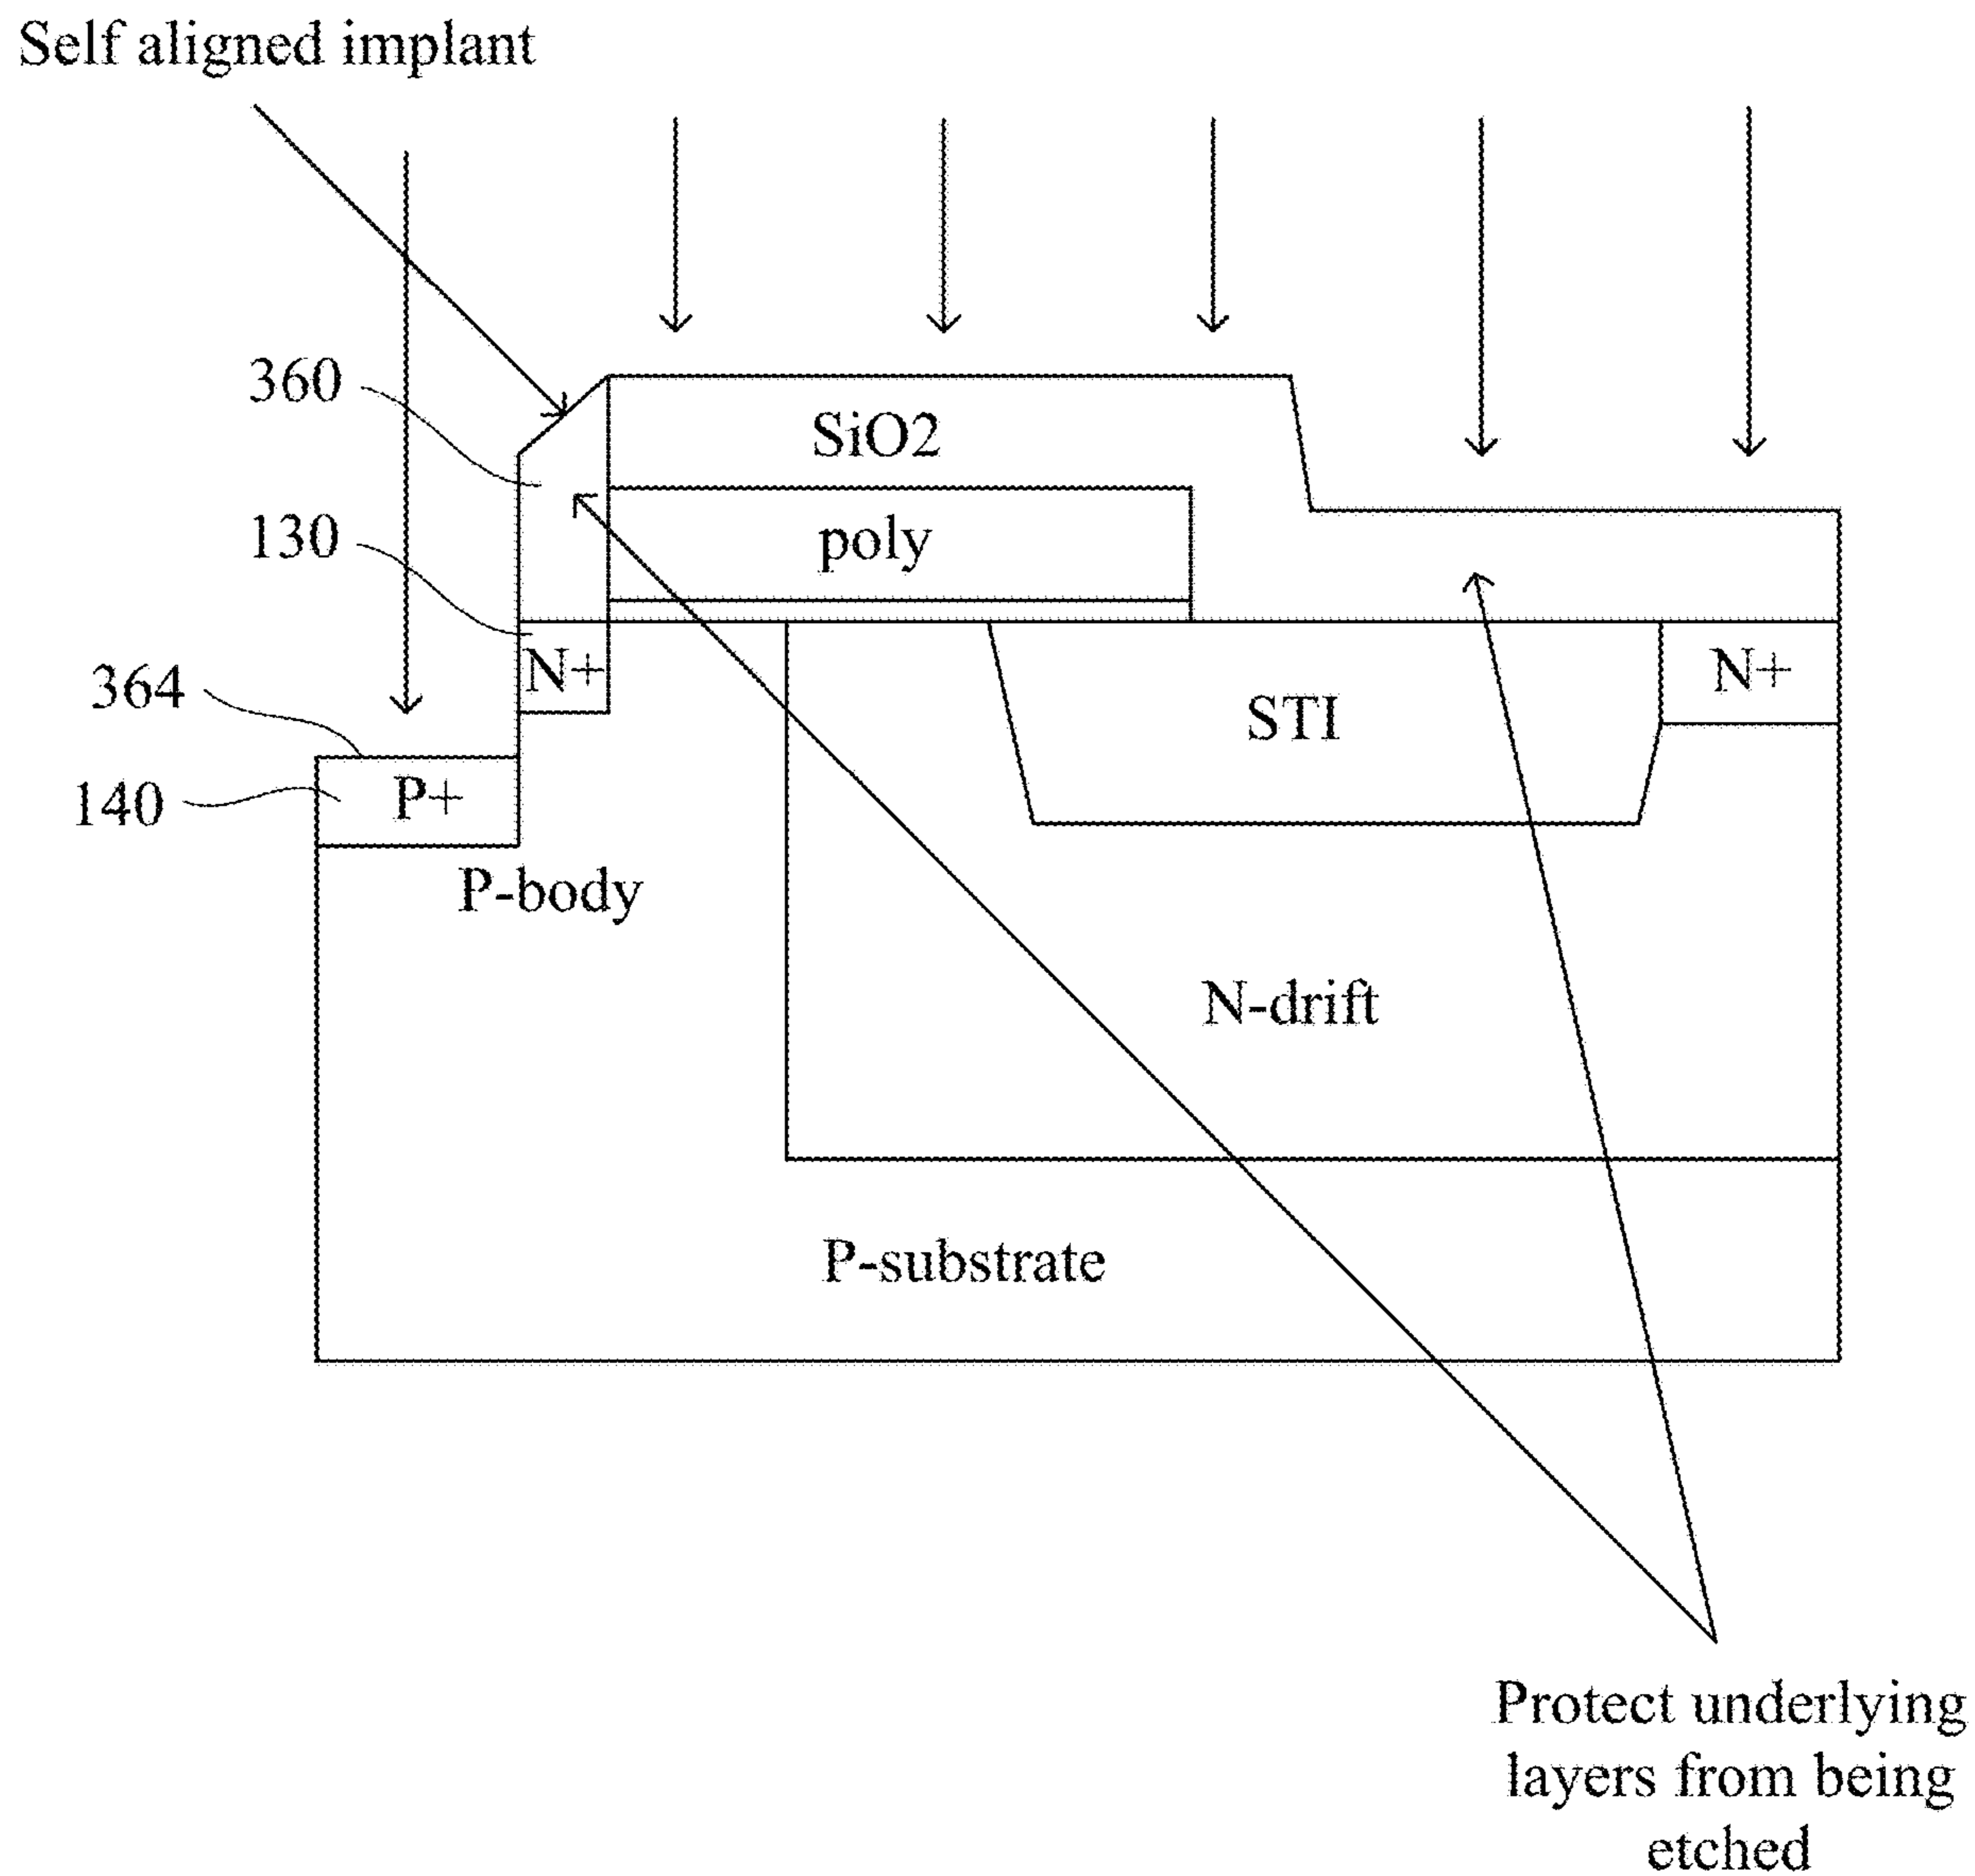 Self aligned implant
360
SiO2
130
poly
N+
N+
364
STI
140
P+
P-body
N-drift
P-substrate
Protect underlying
layers from being
etched